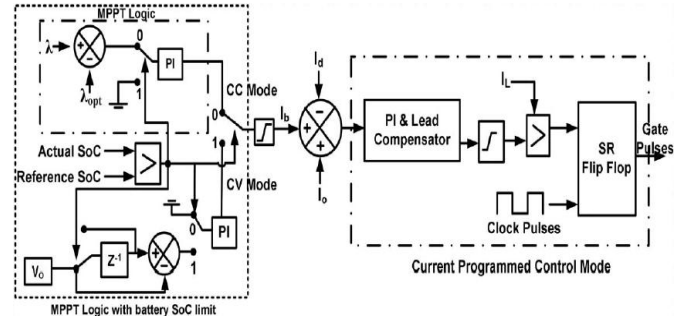 MPPT Logic
λ
+
-
λopt
0
1
PI
CC Mode
0
1
CV Mode
Actual SoC
Reference SoC
>
0
PI
1
V₀
Z⁻¹
+
-
MPPT Logic with battery SoC limit
Ib
Id
-
+
+
Io
PI & Lead
Compensator
IL
>
SR
Flip Flop
Gate
Pulses
Clock Pulses
Current Programmed Control Mode